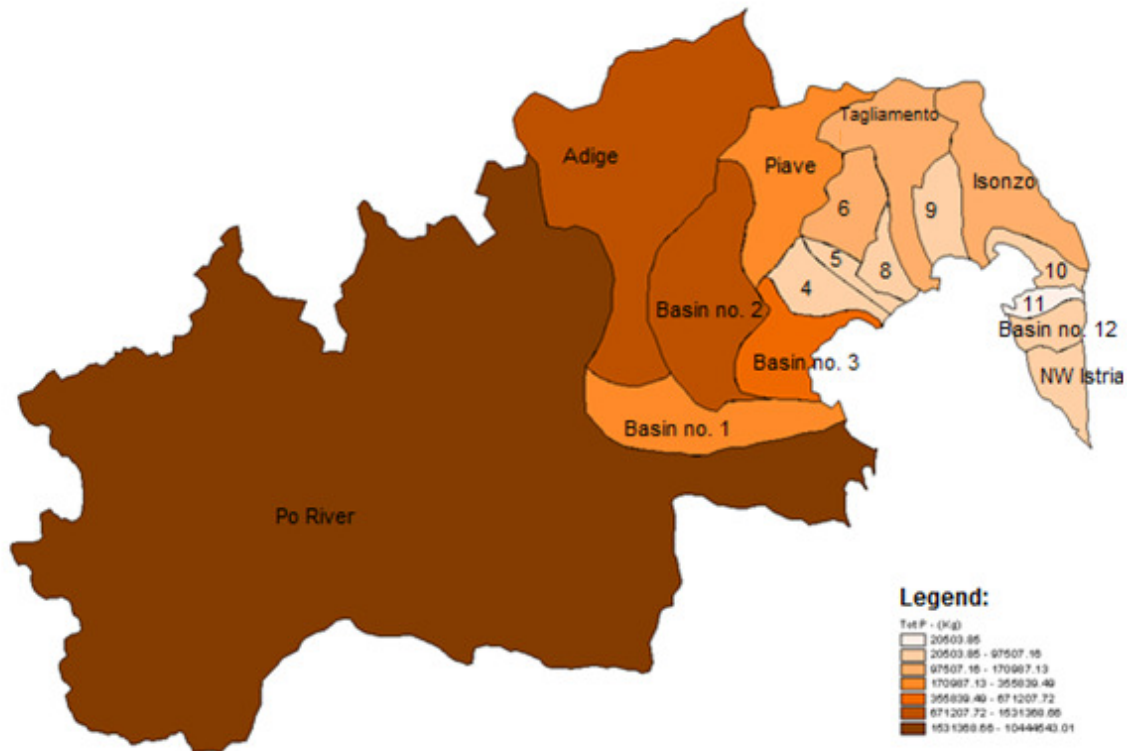 Tagliamento
Adige
Piave
Isonzo
6
9
5
8
10
4
11
Basin no. 2
Basin no. 12
Basin no. 3
NW Istria
Basin no. 1
Po River
Legend:
Tot P - (Kg)
20503.85
20503.85 - 97507.16
97507.16 - 170987.13
170987.13 - 355839.49
355839.49 - 671207.72
671207.72 - 1531368.66
1531368.66 - 10444543.01